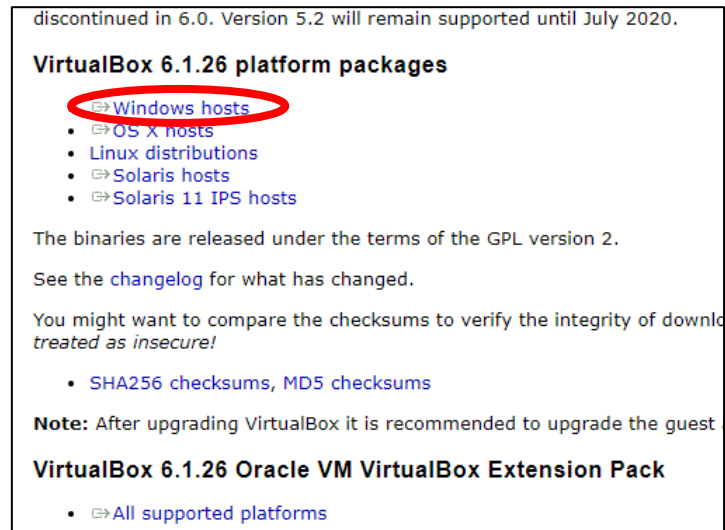 discontinued in 6.0. Version 5.2 will remain supported until July 2020.
VirtualBox 6.1.26 platform packages
Windows hosts
• OS X hosts
• Linux distributions
• Solaris hosts
• Solaris 11 IPS hosts
The binaries are released under the terms of the GPL version 2.
See the changelog for what has changed.
You might want to compare the checksums to verify the integrity of downlo
treated as insecure!
• SHA256 checksums, MD5 checksums
Note: After upgrading VirtualBox it is recommended to upgrade the guest
VirtualBox 6.1.26 Oracle VM VirtualBox Extension Pack
• All supported platforms